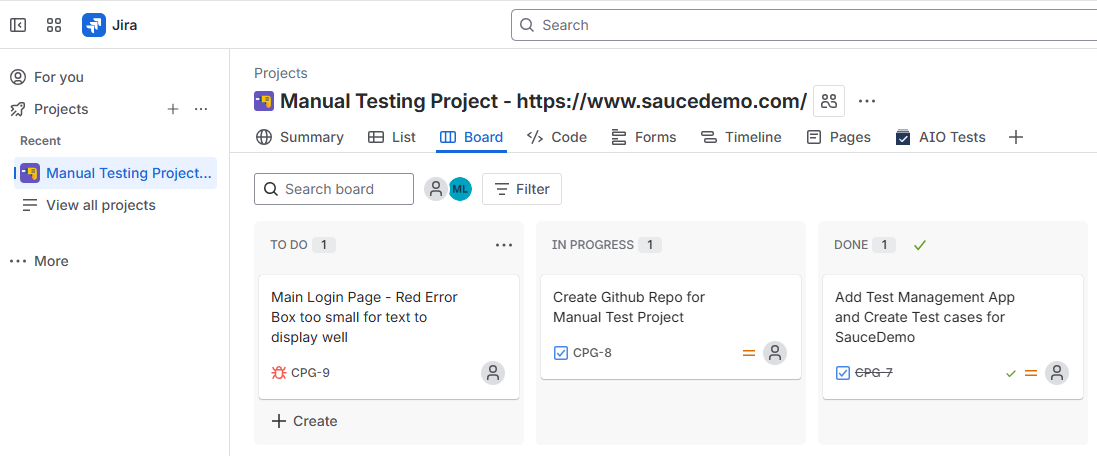 Jira
Search
For you
Projects
Recent
Manual Testing Project...
View all projects
More
Projects
Manual Testing Project - https://www.saucedemo.com/
Summary
List
Board
Code
Forms
Timeline
Pages
AIO Tests
Search board
ML
Filter
TO DO 1
Main Login Page - Red Error
Box too small for text to
display well
CPG-9
Create
IN PROGRESS 1
Create Github Repo for
Manual Test Project
CPG-8
DONE 1
Add Test Management App
and Create Test cases for
SauceDemo
CPG-7